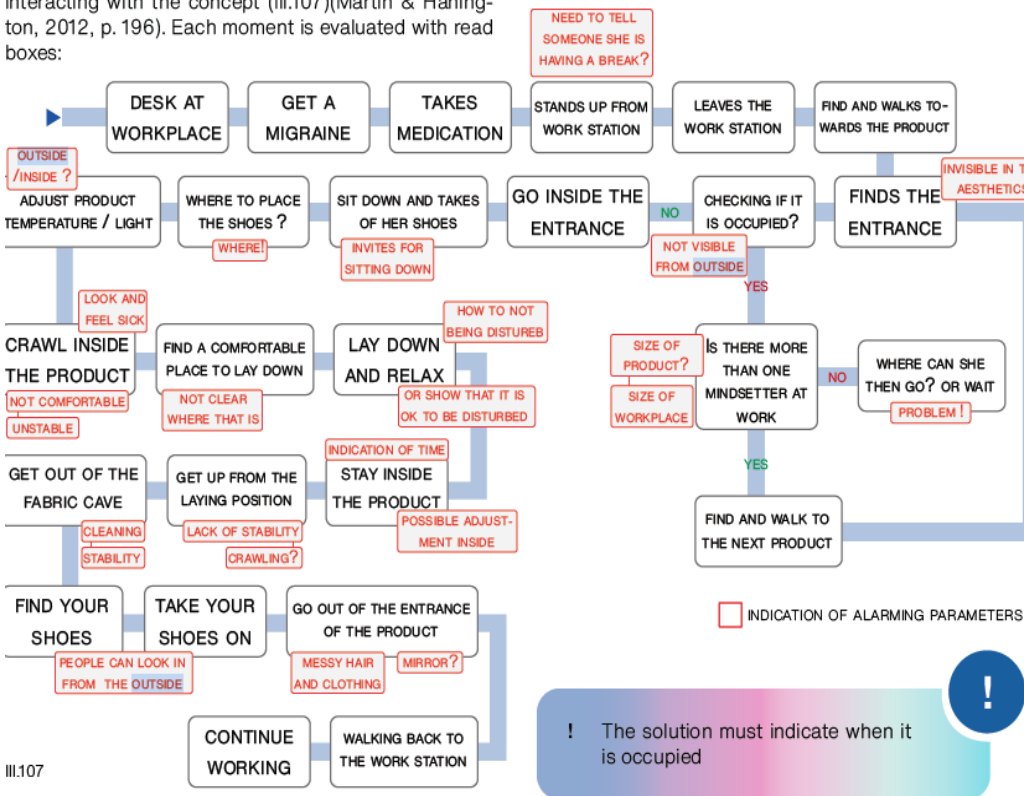 interacting with the concept (Ill.107)(Martin & Haning-
ton, 2012, p. 196). Each moment is evaluated with read
boxes:
NEED TO TELL
SOMEONE SHE IS
HAVING A BREAK?
DESK AT
WORKPLACE
GET A
MIGRAINE
TAKES
MEDICATION
STANDS UP FROM
WORK STATION
LEAVES THE
WORK STATION
FIND AND WALKS TO-
WARDS THE PRODUCT
OUTSIDE
/INSIDE ?
ADJUST PRODUCT
TEMPERATURE / LIGHT
WHERE TO PLACE
THE SHOES ?
WHERE!
SIT DOWN AND TAKES
OF HER SHOES
INVITES FOR
SITTING DOWN
GO INSIDE THE
ENTRANCE
NO
CHECKING IF IT
IS OCCUPIED?
NOT VISIBLE
FROM OUTSIDE
YES
FINDS THE
ENTRANCE
INVISIBLE IN T
AESTHETICS
LOOK AND
FEEL SICK
CRAWL INSIDE
THE PRODUCT
NOT COMFORTABLE
UNSTABLE
FIND A COMFORTABLE
PLACE TO LAY DOWN
NOT CLEAR
WHERE THAT IS
LAY DOWN
AND RELAX
HOW TO NOT
BEING DISTUREB
OR SHOW THAT IT IS
OK TO BE DISTURBED
SIZE OF
PRODUCT?
SIZE OF
WORKPLACE
IS THERE MORE
THAN ONE
MINDSETTER AT
WORK
NO
WHERE CAN SHE
THEN GO? OR WAIT
PROBLEM !
YES
GET OUT OF THE
FABRIC CAVE
CLEANING
STABILITY
GET UP FROM THE
LAYING POSITION
LACK OF STABILITY
CRAWLING?
INDICATION OF TIME
STAY INSIDE
THE PRODUCT
POSSIBLE ADJUST-
MENT INSIDE
FIND AND WALK TO
THE NEXT PRODUCT
FIND YOUR
SHOES
TAKE YOUR
SHOES ON
PEOPLE CAN LOOK IN
FROM THE OUTSIDE
GO OUT OF THE ENTRANCE
OF THE PRODUCT
MESSY HAIR
AND CLOTHING
MIRROR?
INDICATION OF ALARMING PARAMETERS
CONTINUE
WORKING
WALKING BACK TO
THE WORK STATION
Ill.107
!
! The solution must indicate when it
is occupied